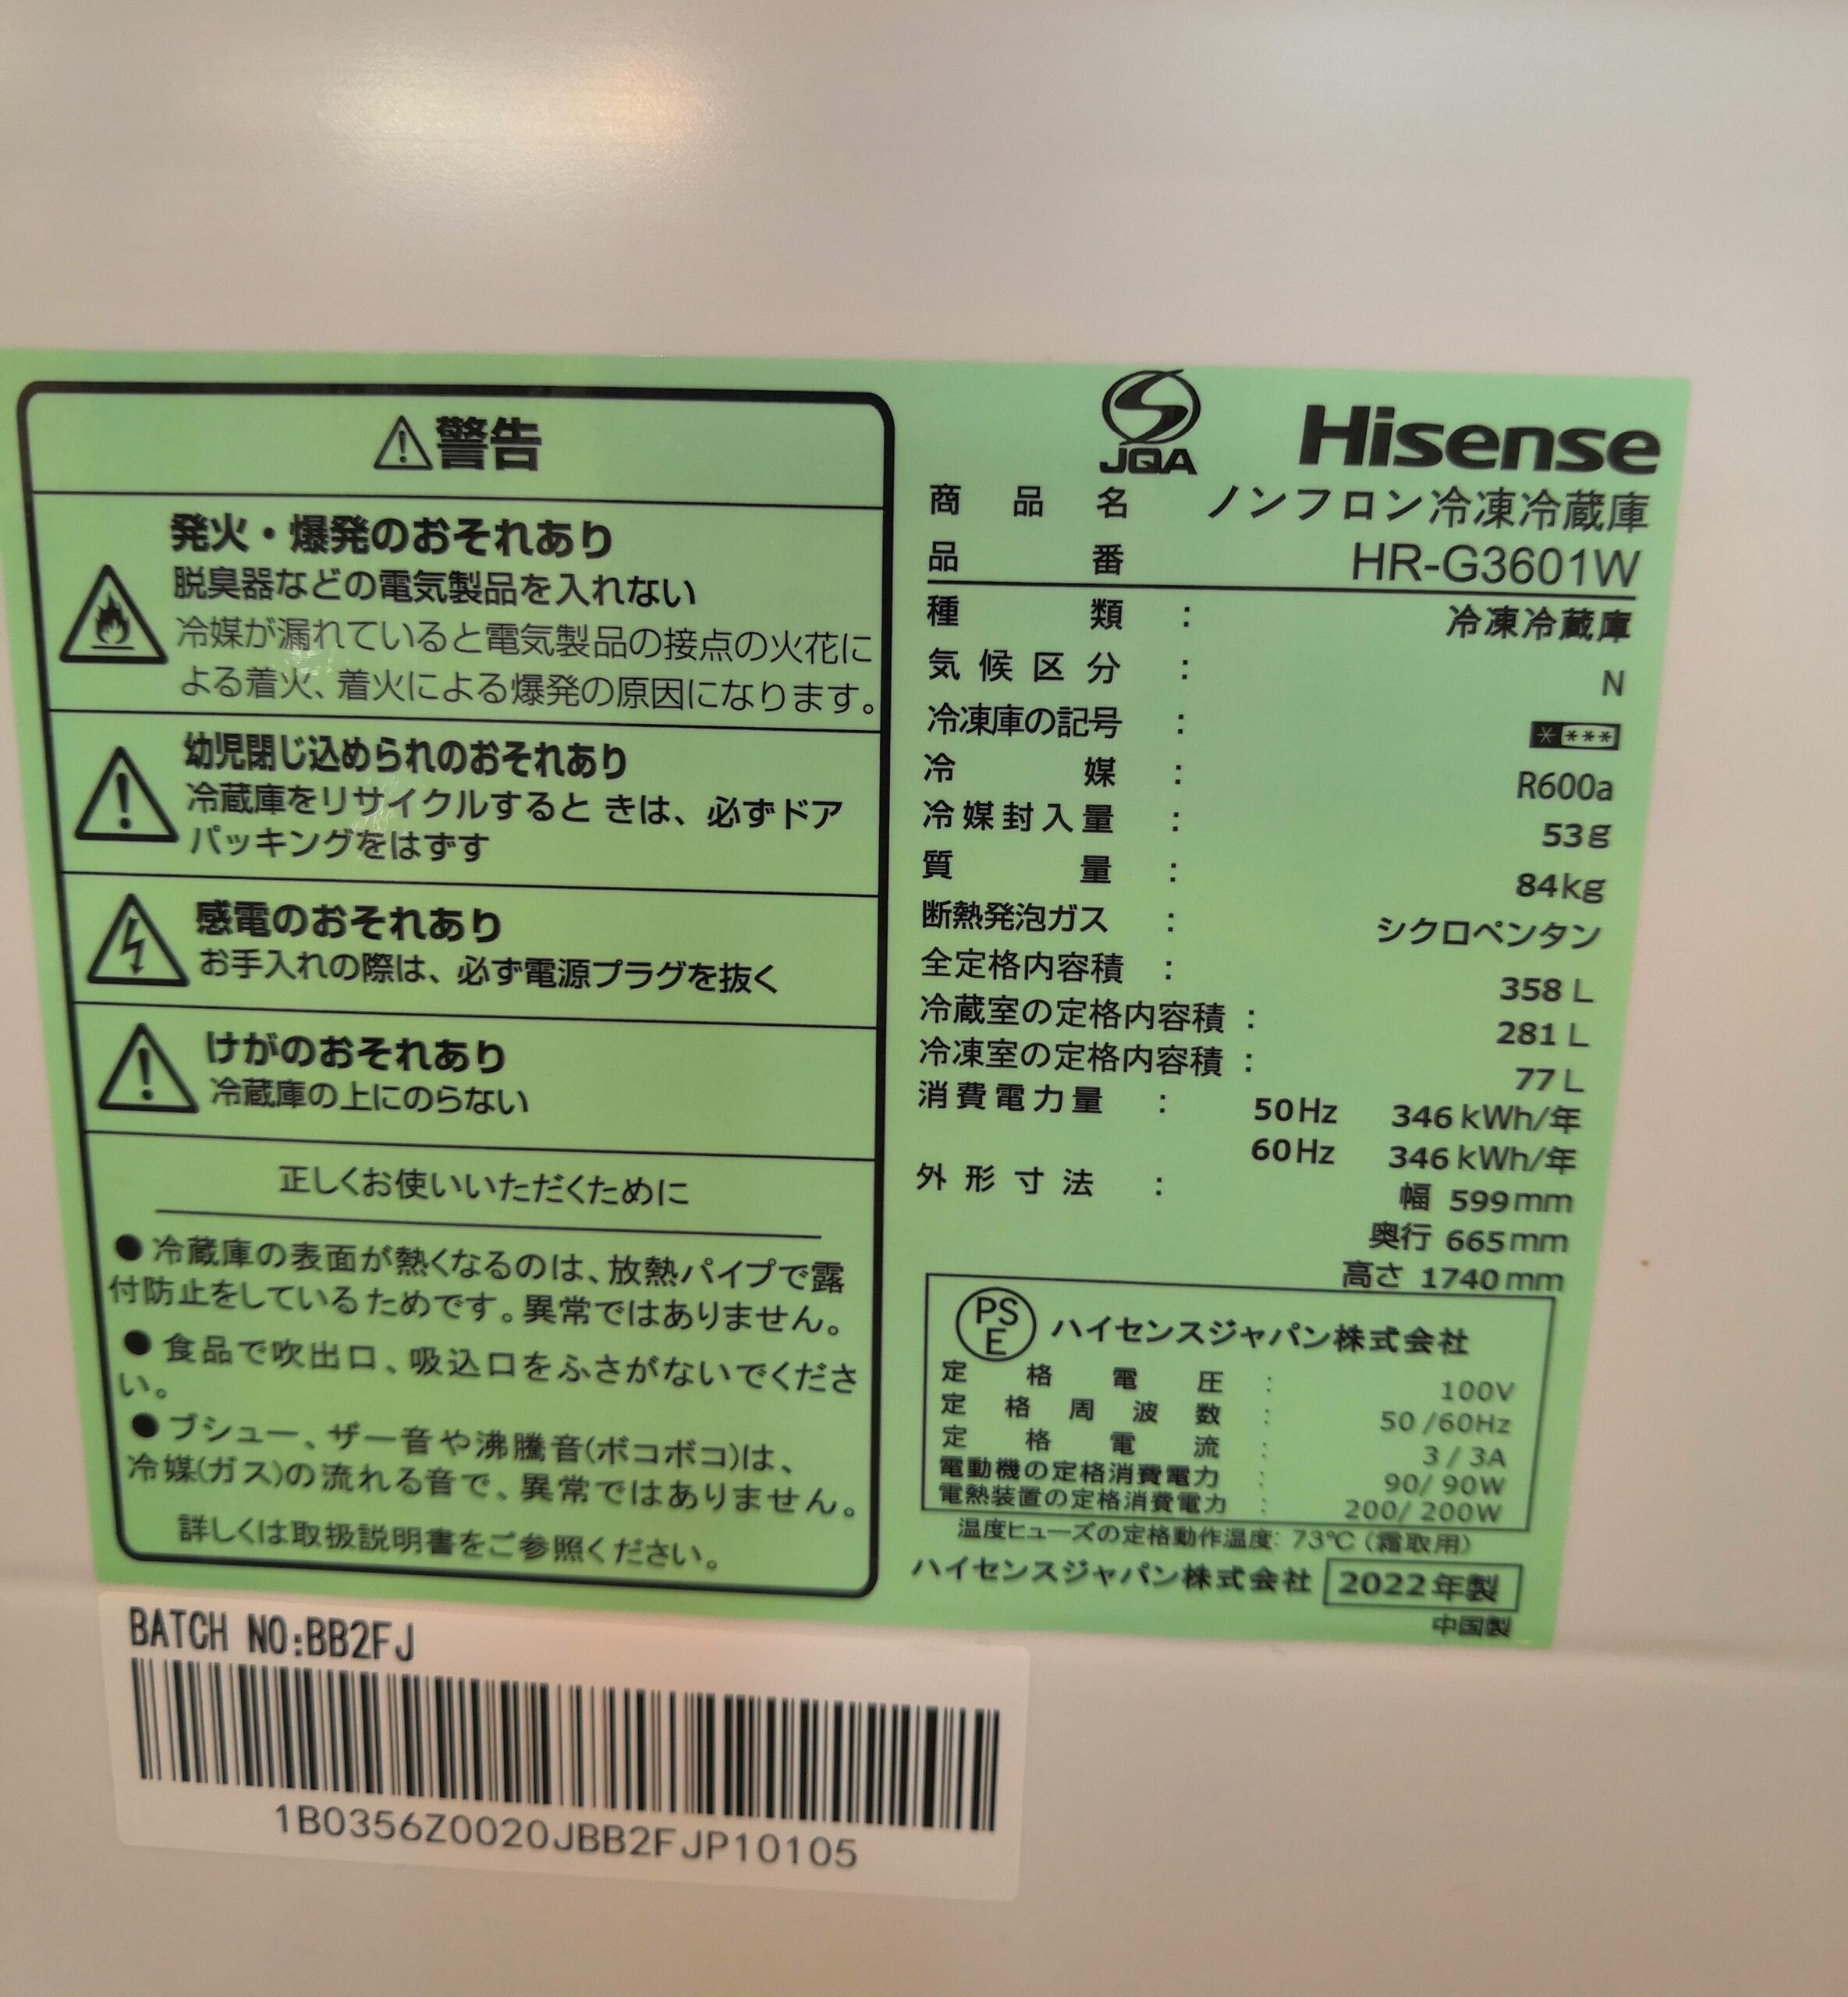 ⚠警告
発火・爆発のおそれあり
脱臭器などの電気製品を入れない
冷媒が漏れていると電気製品の接点の火花に
よる着火、着火による爆発の原因になります。
幼児閉じ込められのおそれあり
冷蔵庫をリサイクルするときは、必ずドア
パッキングをはずす
感電のおそれあり
お手入れの際は、必ず電源プラグを抜く
けがのおそれあり
冷蔵庫の上にのらない
正しくお使いいただくために
●冷蔵庫の表面が熱くなるのは、放熱パイプで露
付防止をしているためです。異常ではありません。
●食品で吹出口、吸込口をふさがないでくださ
い。
●ブシュー、ザー音や沸騰音(ボコボコ)は、
冷媒(ガス)の流れる音で、異常ではありません。
詳しくは取扱説明書をご参照ください。
JQA Hisense
商品名 ノンフロン冷凍冷蔵庫
品番 HR-G3601W
種類 : 冷凍冷蔵庫
気候区分 : N
冷凍庫の記号 : ****
冷媒 : R600a
冷媒封入量 : 53g
質量 : 84kg
断熱発泡ガス : シクロペンタン
全定格内容積 : 358 L
冷蔵室の定格内容積 : 281 L
冷凍室の定格内容積 : 77 L
消費電力量 : 50Hz 346 kWh/年
60Hz 346 kWh/年
外形寸法 : 幅 599mm
奥行 665mm
高さ 1740mm
PSE ハイセンスジャパン株式会社
定格電圧 : 100V
定格周波数 : 50/60Hz
定格電流 : 3/3A
電動機の定格消費電力 : 90/90W
電熱装置の定格消費電力 : 200/200W
温度ヒューズの定格動作温度: 73℃(霜取用)
ハイセンスジャパン株式会社 2022年製
中国製
BATCH NO:BB2FJ
1B0356Z0020JBB2FJP10105